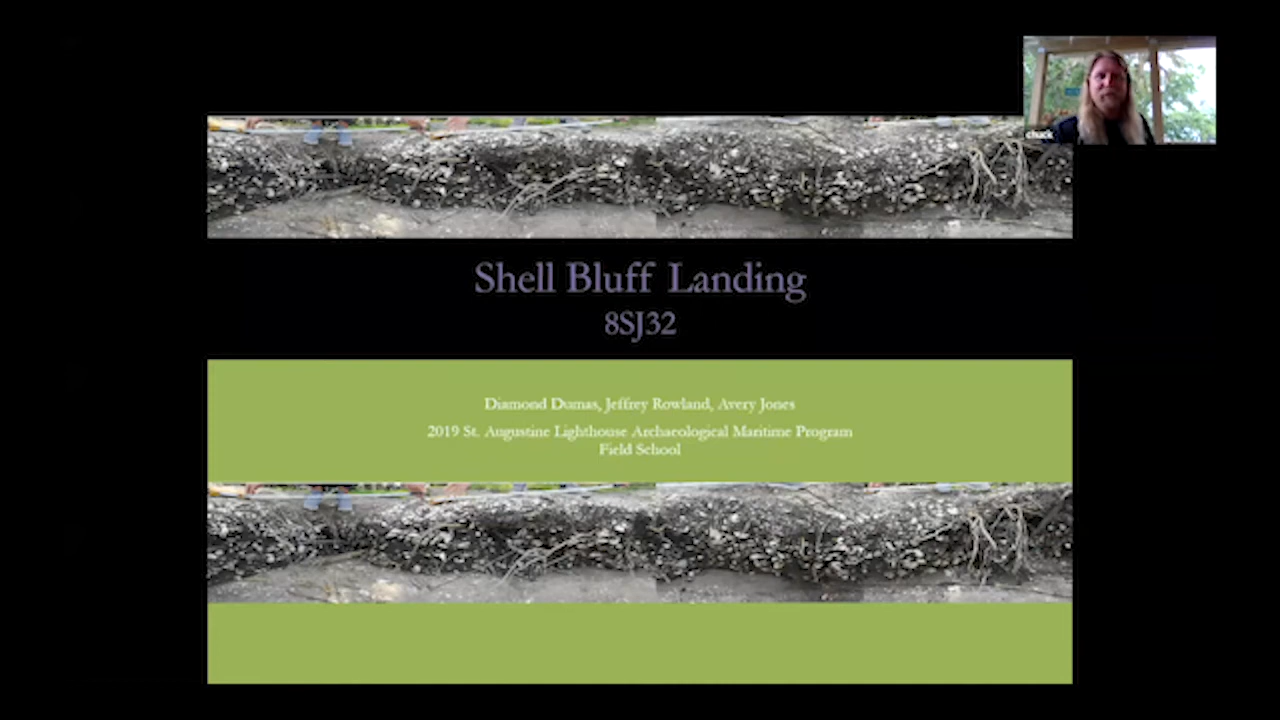 chuck
Shell Bluff Landing
8SJ32
Diamond Dumas, Jeffrey Rowland, Avery Jones
2019 St. Augustine Lighthouse Archaeological Maritime Program
Field School